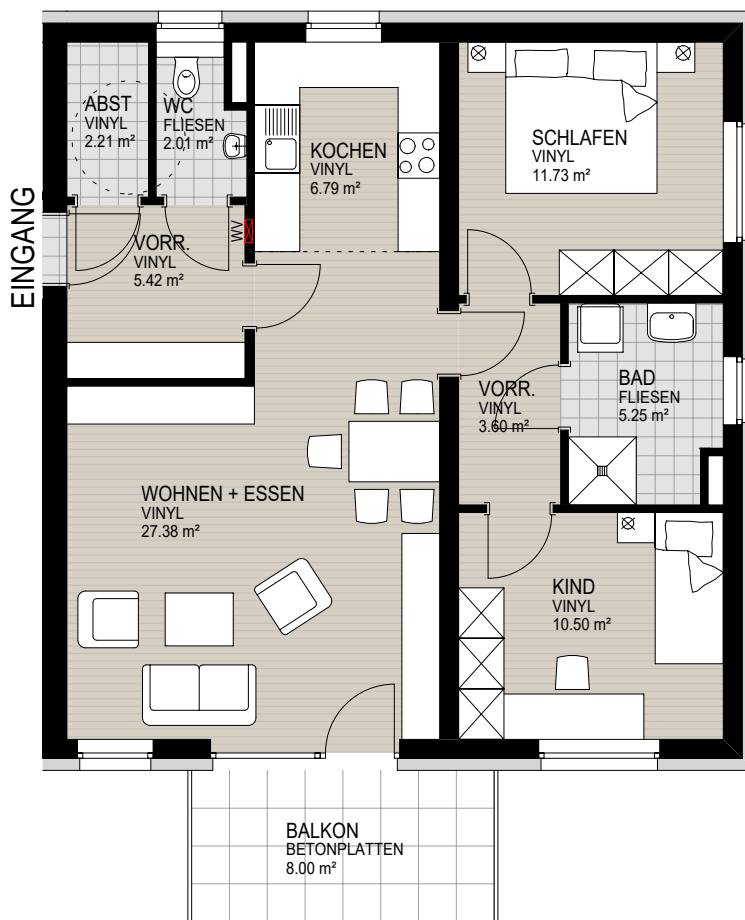 ABST
VINYL
2.21 m²
WC
FLIESEN
2.01 m²
KOCHEN
VINYL
6.79 m²
SCHLAFEN
VINYL
11.73 m²
EINGANG
VORR.
VINYL
5.42 m²
WV
VORR.
VINYL
3.60 m²
BAD
FLIESEN
5.25 m²
WOHNEN + ESSEN
VINYL
27.38 m²
KIND
VINYL
10.50 m²
BALKON
BETONPLATTEN
8.00 m²